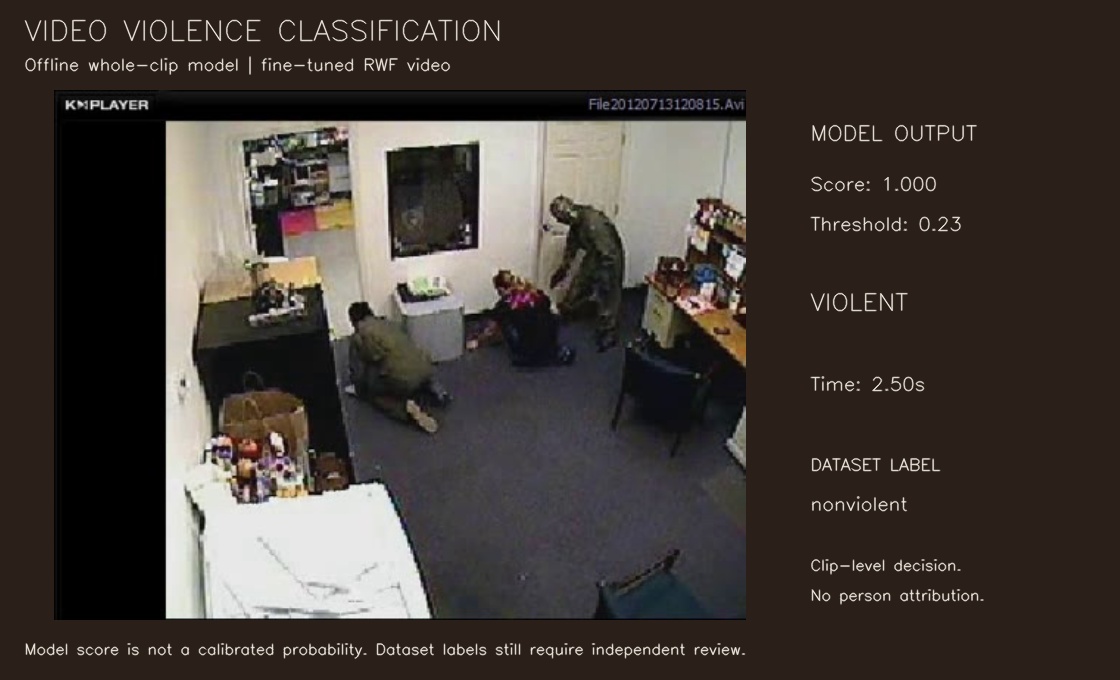 VIDEO VIOLENCE CLASSIFICATION
Offline whole-clip model | fine-tuned RWF video
KMPLAYER
File20120713120815.Avi
MODEL OUTPUT
Score: 1.000
Threshold: 0.23
VIOLENT
Time: 2.50s
DATASET LABEL
nonviolent
Clip-level decision.
No person attribution.
Model score is not a calibrated probability. Dataset labels still require independent review.